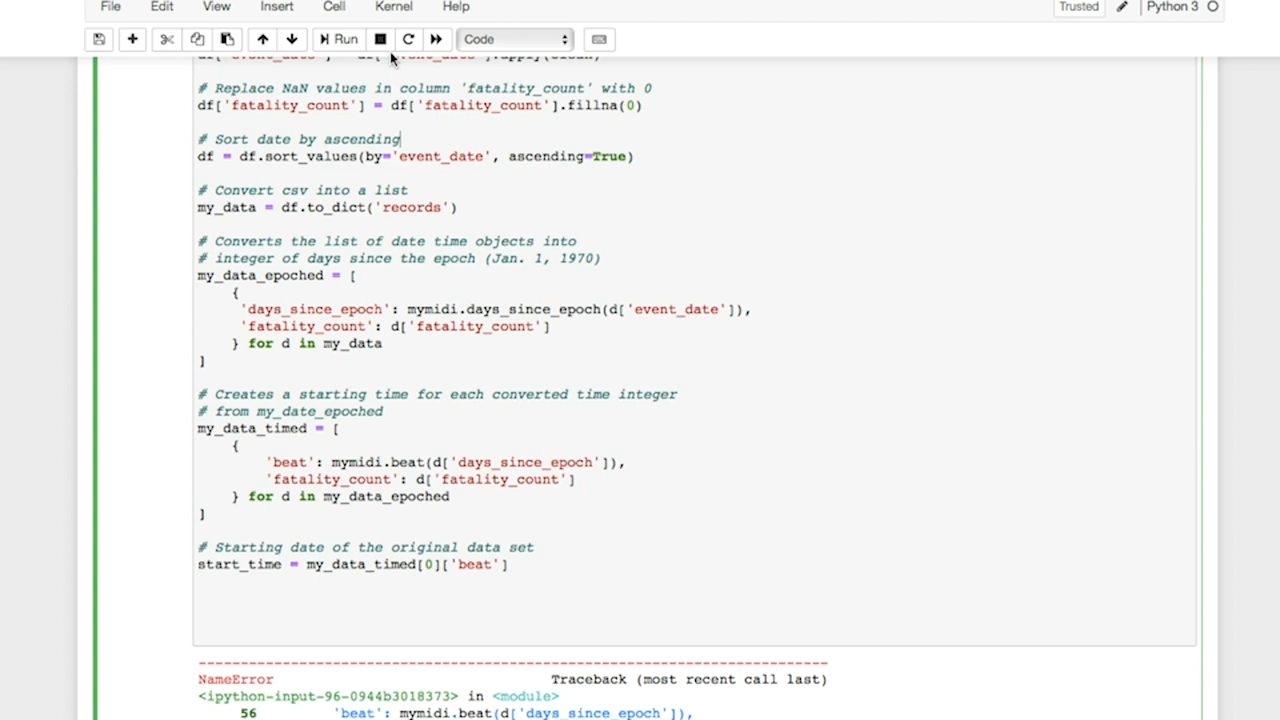 File Edit View Insert Cell Kernel Help Trusted Python 3
Run Code
# Replace NaN values in column 'fatality_count' with 0
df['fatality_count'] = df['fatality_count'].fillna(0)
# Sort date by ascending
df = df.sort_values(by='event_date', ascending=True)
# Convert csv into a list
my_data = df.to_dict('records')
# Converts the list of date time objects into
# integer of days since the epoch (Jan. 1, 1970)
my_data_epoched = [
{
'days_since_epoch': mymidi.days_since_epoch(d['event_date']),
'fatality_count': d['fatality_count']
} for d in my_data
]
# Creates a starting time for each converted time integer
# from my_date_epoched
my_data_timed = [
{
'beat': mymidi.beat(d['days_since_epoch']),
'fatality_count': d['fatality_count']
} for d in my_data_epoched
]
# Starting date of the original data set
start_time = my_data_timed[0]['beat']
---------------------------------------------------------------------------
NameError Traceback (most recent call last)
<ipython-input-96-0944b3018373> in <module>
56 'beat': mymidi.beat(d['days_since_epoch']),